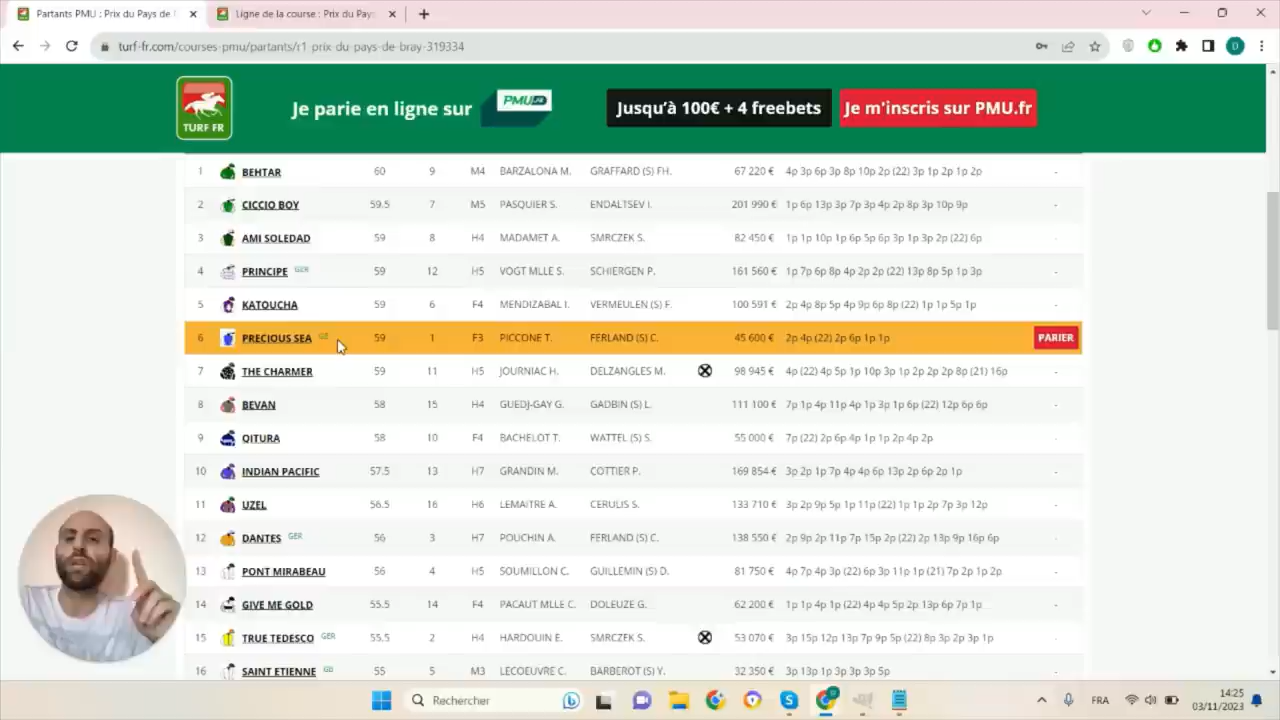 Partants PMU : Prix du Pays de
Ligne de la course : Prix du Pays
turf-fr.com/courses-pmu/partants/r1-prix-du-pays-de-bray-319334
D
TURF FR
Je parie en ligne sur
PMU.fr
Jusqu'à 100€ + 4 freebets
Je m'inscris sur PMU.fr
1 BEHTAR 60 9 M4 BARZALONA M. GRAFFARD (S) FH. 67 220 € 4p 3p 6p 3p 8p 10p 2p (22) 3p 1p 2p 1p 2p -
2 CICCIO BOY 59.5 7 M5 PASQUIER S. ENDALTSEV I. 201 990 € 1p 6p 13p 3p 7p 3p 4p 2p 8p 3p 10p 9p -
3 AMI SOLEDAD 59 8 H4 MADAMET A. SMRCZEK S. 82 450 € 1p 1p 10p 1p 6p 5p 6p 3p 1p 3p 2p (22) 6p -
4 PRINCIPE GER 59 12 H5 VOGT MLLE S. SCHIERGEN P. 161 560 € 1p 7p 6p 8p 4p 2p 2p (22) 13p 8p 5p 1p 3p -
5 KATOUCHA 59 6 F4 MENDIZABAL I. VERMEULEN (S) F. 100 591 € 2p 4p 8p 5p 4p 9p 6p 8p (22) 1p 1p 5p 1p -
6 PRECIOUS SEA GB 59 1 F3 PICCONE T. FERLAND (S) C. 45 600 € 2p 4p (22) 2p 6p 1p 1p PARIER
7 THE CHARMER 59 11 H5 JOURNIAC H. DELZANGLES M. 98 945 € 4p (22) 4p 5p 1p 10p 3p 1p 2p 2p 2p 8p (21) 16p -
8 BEVAN 58 15 H4 GUEDJ-GAY G. GADBIN (S) L. 111 100 € 7p 1p 4p 11p 4p 1p 3p 1p 6p (22) 12p 6p 6p -
9 QITURA 58 10 F4 BACHELOT T. WATTEL (S) S. 55 000 € 7p (22) 2p 6p 4p 1p 1p 2p 4p 2p -
10 INDIAN PACIFIC 57.5 13 H7 GRANDIN M. COTTIER P. 169 854 € 3p 2p 1p 7p 4p 4p 6p 13p 2p 6p 2p 1p -
11 UZEL 56.5 16 H6 LEMAITRE A. CERULIS S. 133 710 € 3p 2p 9p 5p 1p 11p (22) 1p 1p 2p 7p 3p 12p -
12 DANTES GER 56 3 H7 POUCHIN A. FERLAND (S) C. 138 550 € 2p 9p 2p 11p 7p 15p 2p (22) 2p 13p 9p 16p 6p -
13 PONT MIRABEAU 56 4 H5 SOUMILLON C. GUILLEMIN (S) D. 81 750 € 4p 7p 4p 3p (22) 6p 3p 11p 1p (21) 7p 2p 1p 2p -
14 GIVE ME GOLD 55.5 14 F4 PACAUT MLLE C. DOLEUZE G. 62 200 € 1p 1p 4p 1p (22) 4p 4p 5p 2p 13p 6p 7p 1p -
15 TRUE TEDESCO GER 55.5 2 H4 HARDOUIN E. SMRCZEK S. 53 070 € 3p 15p 12p 13p 7p 9p 5p (22) 8p 3p 2p 3p 1p -
16 SAINT ETIENNE GB 55 5 M3 LECOEUVRE C. BARBEROT (S) Y. 32 350 € 3p 13p 1p 3p 3p 3p 5p -
Rechercher
FRA
14:25
03/11/2023